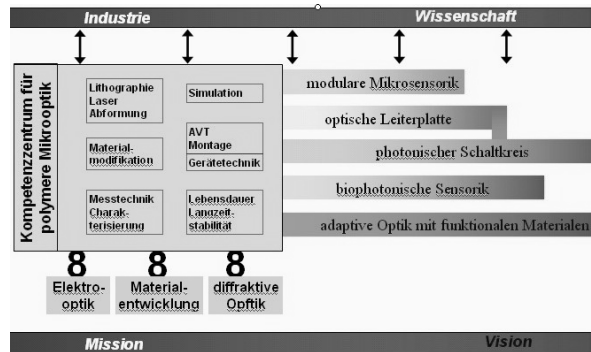 Industrie
Wissenschaft
Kompetenzzentrum für
polymere Mikrooptik
Lithographie
Laser
Abformung
Material-
modifikation
Messtechnik
Charak-
terisierung
Simulation
AVT
Montage
Gerätetechnik
Lebensdauer
Langzeit-
stabilität
modulare Mikrosensorik
optische Leiterplatte
photonischer Schaltkreis
biophotonische Sensorik
adaptive Optik mit funktionalen Materialen
8
8
8
Elektro-
optik
Material-
entwicklung
diffraktive
Opftik
Mission
Vision